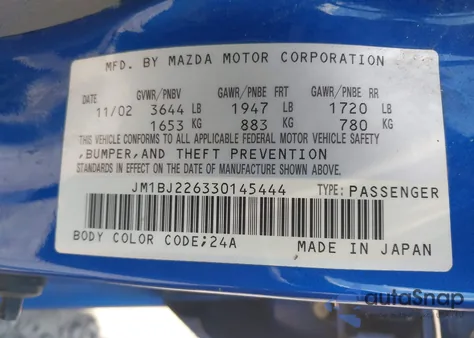 MFD. BY MAZDA MOTOR CORPORATION
GVWR/PNBV GAWR/PNBE FRT GAWR/PNBE RR
11/02 3644 LB 1947 LB 1720 LB
1653 KG 883 KG 780 KG
THIS VEHICLE CONFORMS TO ALL APPLICABLE FEDERAL MOTOR VEHICLE SAFETY
,BUMPER,AND THEFT PREVENTION
STANDARDS IN EFFECT ON THE DATE OF MANUFACTURE SHOWN ABOVE.
JM1BJ226330145444 TYPE: PASSENGER
BODY COLOR CODE;24A MADE IN JAPAN
autoSnap